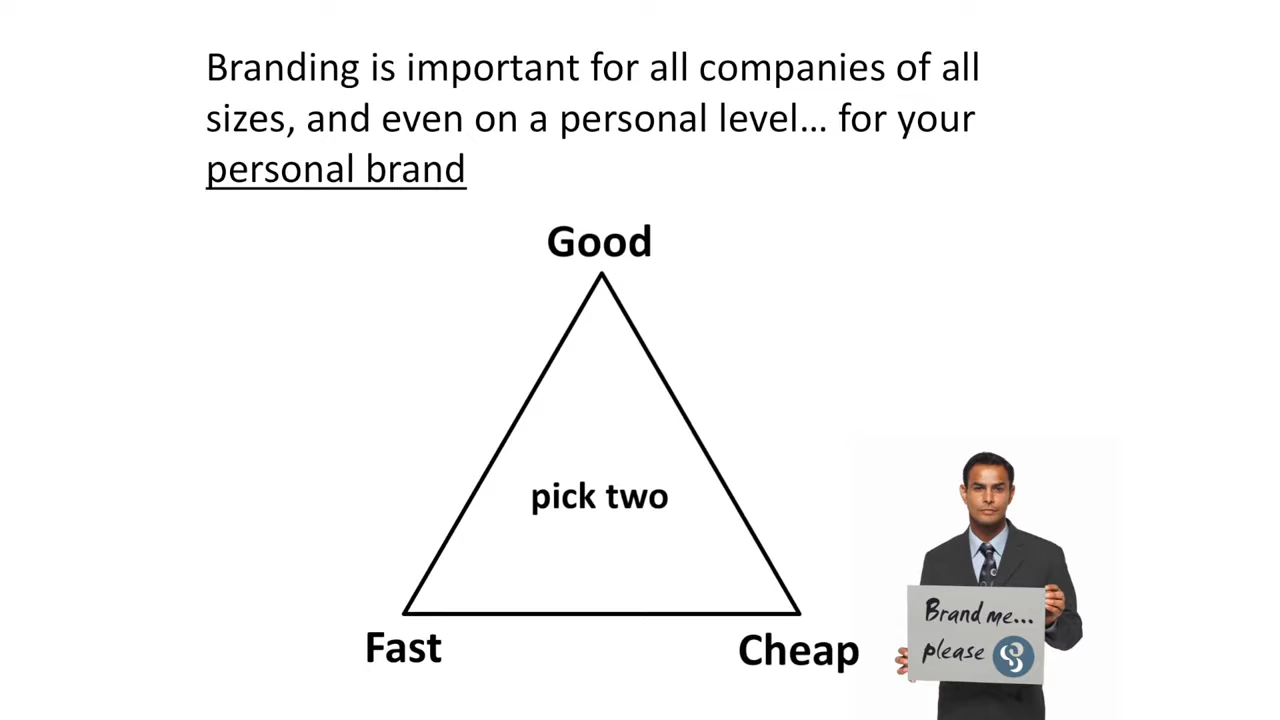 Branding is important for all companies of all
sizes, and even on a personal level... for your
personal brand
Good
pick two
Fast
Cheap
Brand me...
please